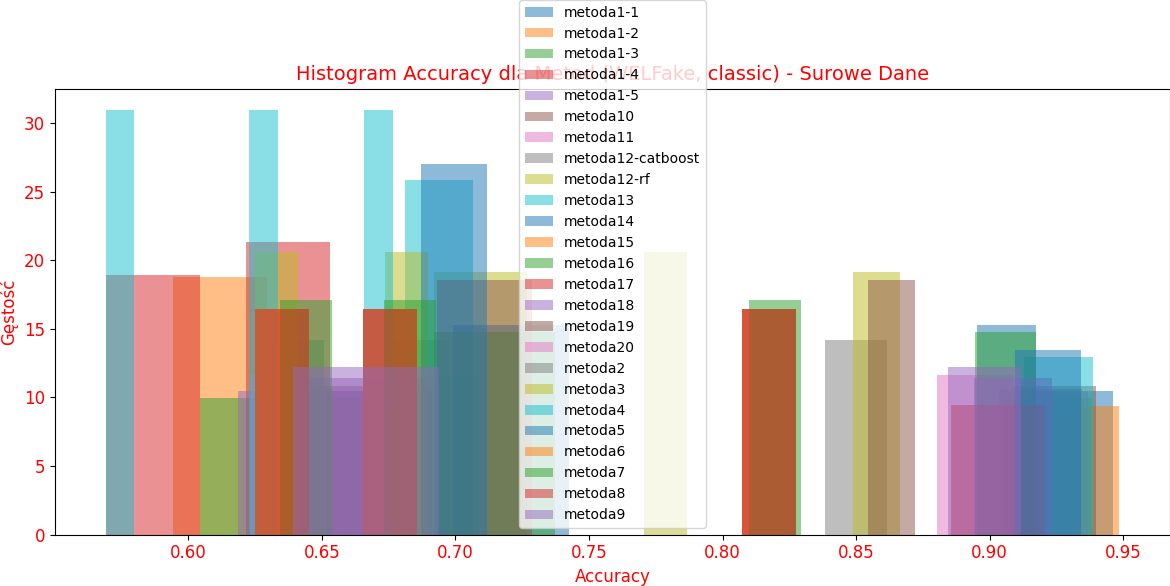 Histogram Accuracy dla Metod (WELFake, classic) - Surowe Dane
metoda1-1
metoda1-2
metoda1-3
metoda1-4
metoda1-5
metoda10
metoda11
metoda12-catboost
metoda12-rf
metoda13
metoda14
metoda15
metoda16
metoda17
metoda18
metoda19
metoda20
metoda2
metoda3
metoda4
metoda5
metoda6
metoda7
metoda8
metoda9
Gęstość
30
25
20
15
10
5
0
0.60 0.65 0.70 0.75 0.80 0.85 0.90 0.95
Accuracy